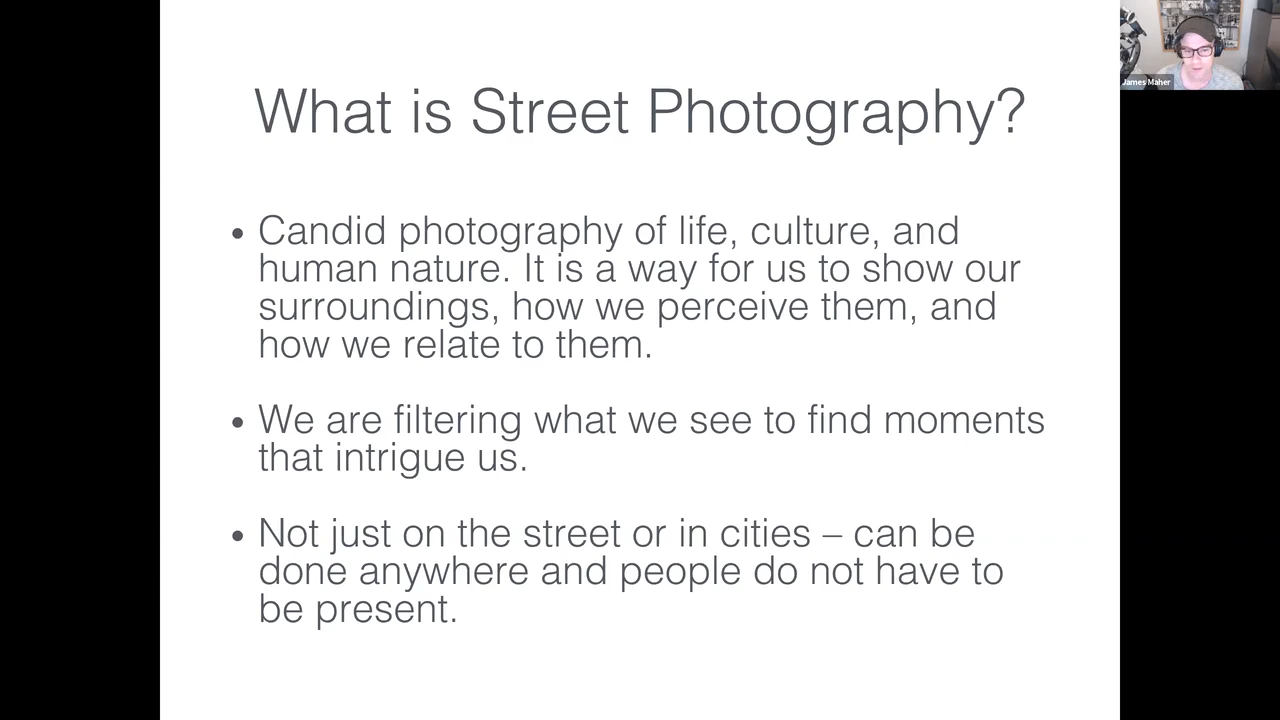 James Maher
What is Street Photography?
• Candid photography of life, culture, and
human nature. It is a way for us to show our
surroundings, how we perceive them, and
how we relate to them.
• We are filtering what we see to find moments
that intrigue us.
• Not just on the street or in cities – can be
done anywhere and people do not have to
be present.